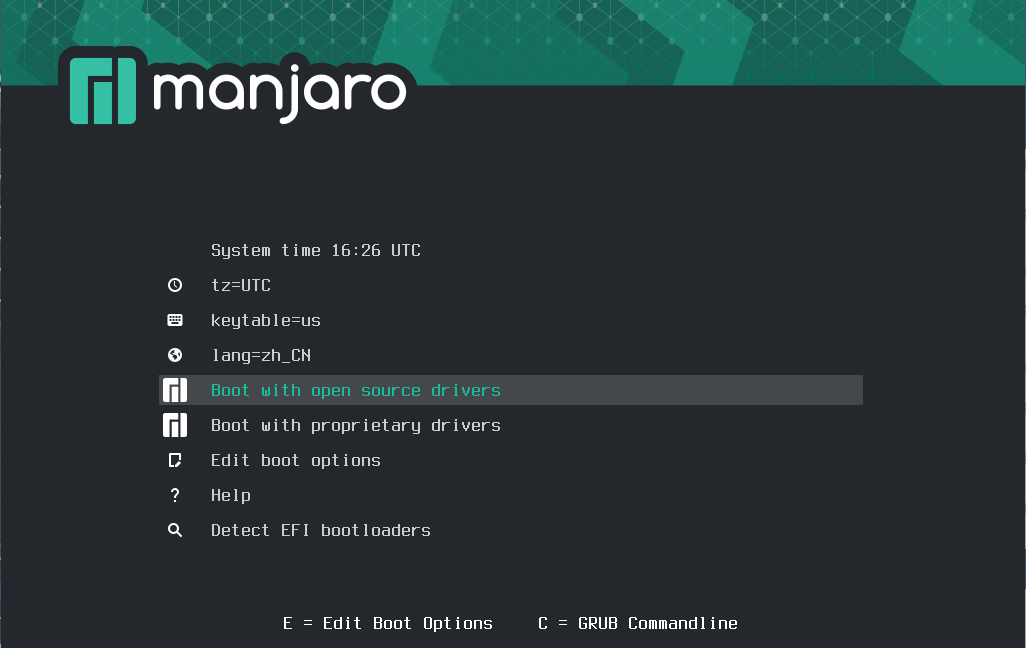 manjaro
System time 16:26 UTC
tz=UTC
keytable=us
lang=zh_CN
Boot with open source drivers
Boot with proprietary drivers
Edit boot options
? Help
Detect EFI bootloaders
E = Edit Boot Options C = GRUB Commandline